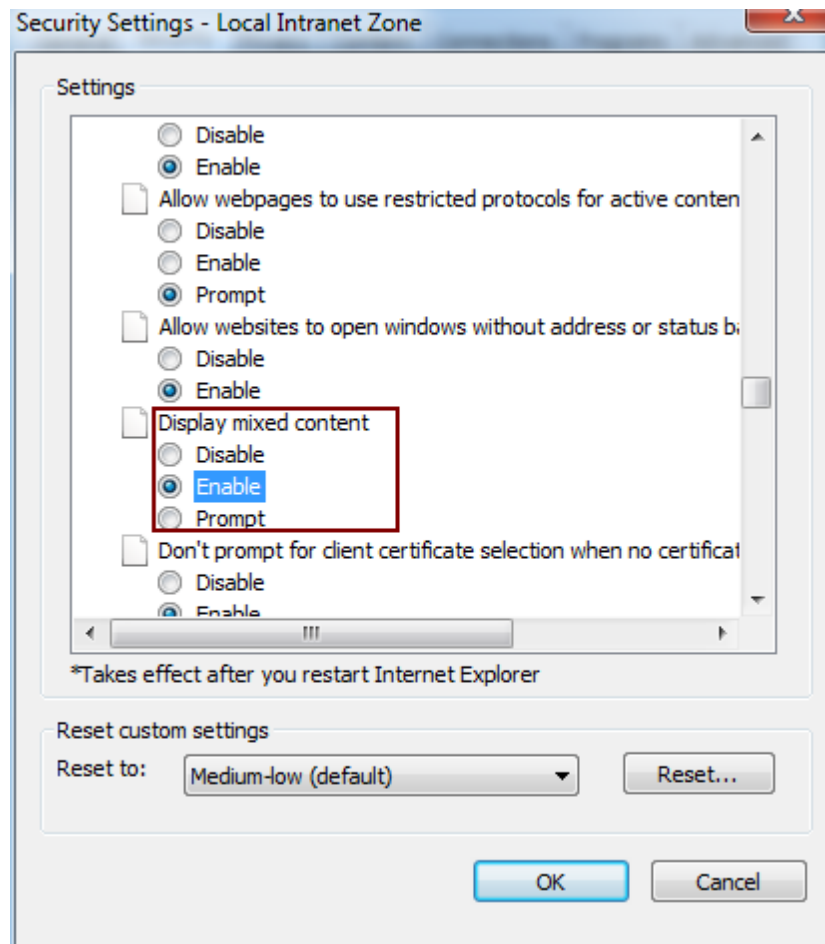 Security Settings - Local Intranet Zone
Settings
Disable
Enable
Allow webpages to use restricted protocols for active conten
Disable
Enable
Prompt
Allow websites to open windows without address or status ba
Disable
Enable
Display mixed content
Disable
Enable
Prompt
Don't prompt for client certificate selection when no certificat
Disable
Enable
*Takes effect after you restart Internet Explorer
Reset custom settings
Reset to: Medium-low (default) Reset...
OK Cancel